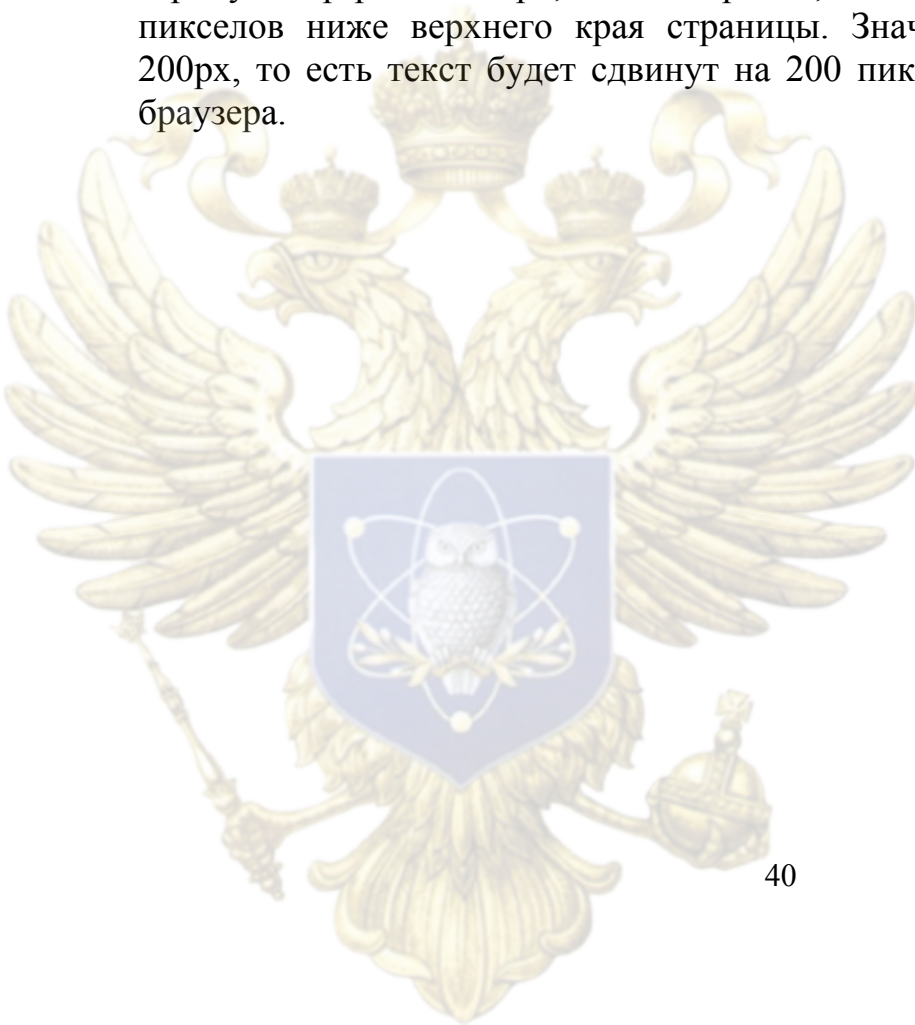 пикселов ниже верхнего края страницы. Знач
200px, то есть текст будет сдвинут на 200 пик
браузера.
40